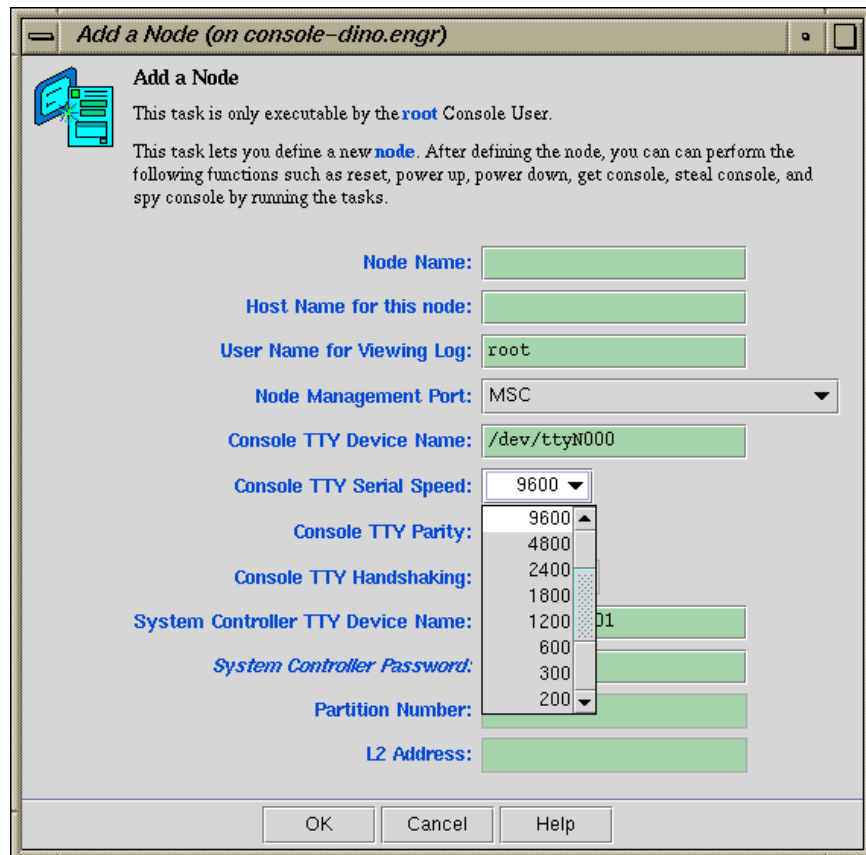 Add a Node (on console-dino.engr)
Add a Node
This task is only executable by the root Console User.
This task lets you define a new node. After defining the node, you can can perform the
following functions such as reset, power up, power down, get console, steal console, and
spy console by running the tasks.
Node Name:
Host Name for this node:
User Name for Viewing Log: root
Node Management Port: MSC
Console TTY Device Name: /dev/ttyN000
Console TTY Serial Speed: 9600
9600
Console TTY Parity:
4800
2400
Console TTY Handshaking:
1800
System Controller TTY Device Name: 1200 01
600
System Controller Password:
300
200
Partition Number:
L2 Address:
OK Cancel Help